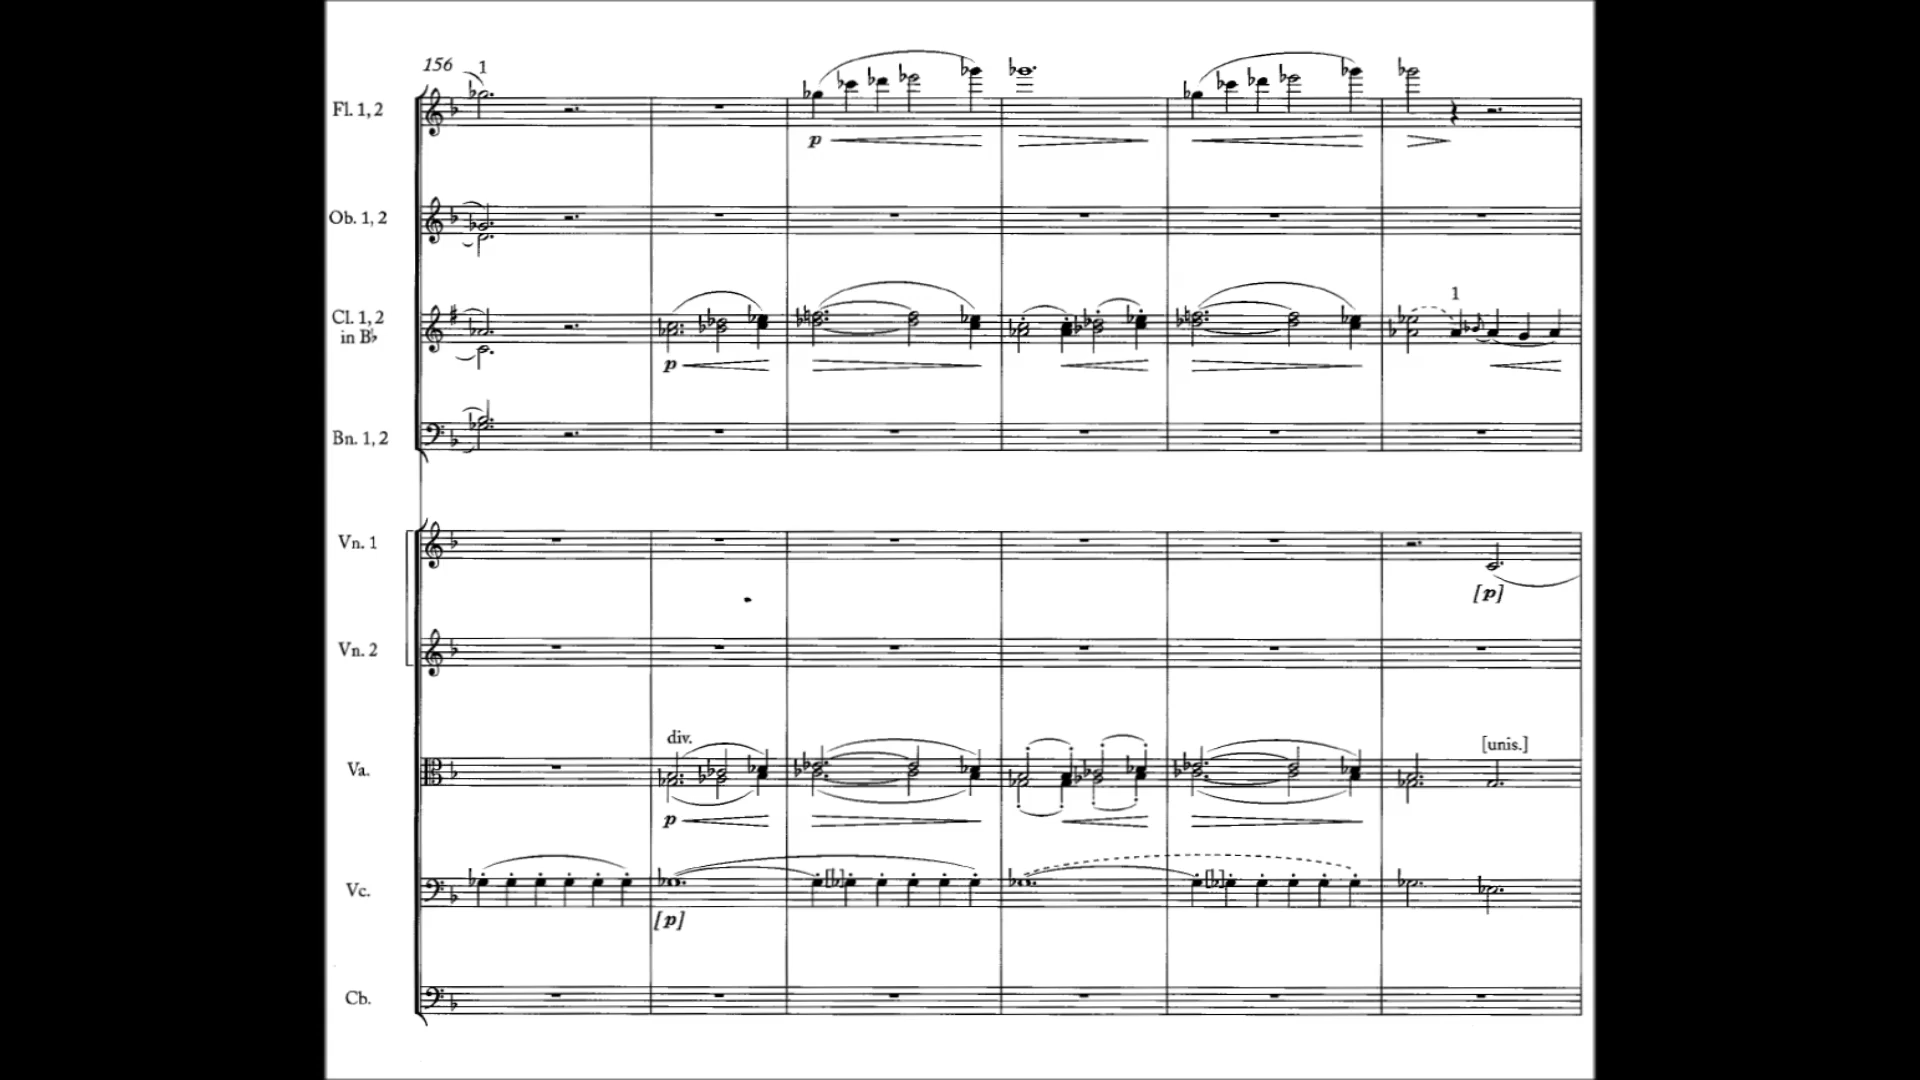 156 1
Fl. 1, 2
p
Ob. 1, 2
1
Cl. 1, 2
in B♭
p
Bn. 1, 2
Vn. 1
[p]
Vn. 2
div. [unis.]
Va.
p
Vc.
[p]
Cb.